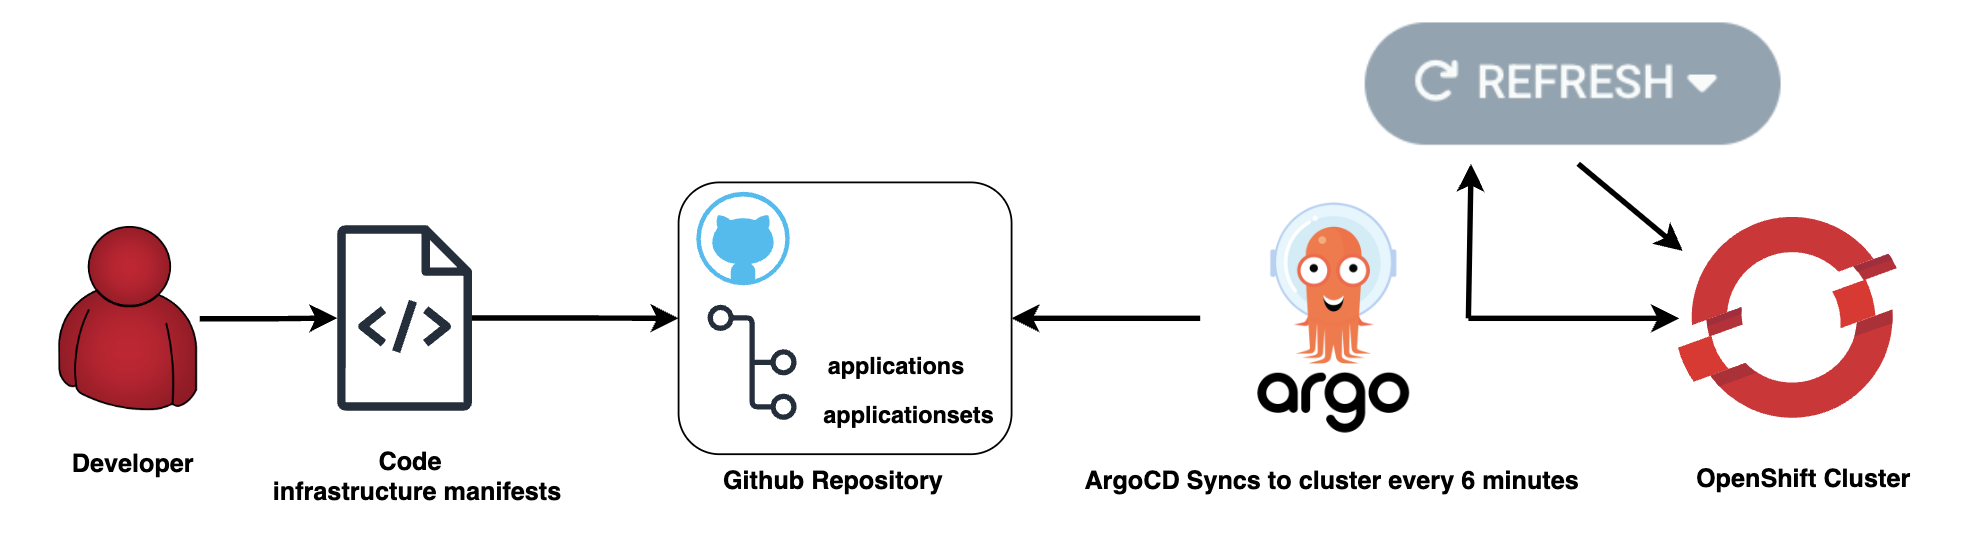 REFRESH
</>
applications
applicationsets
argo
Developer
Code
infrastructure manifests
Github Repository
ArgoCD Syncs to cluster every 6 minutes
OpenShift Cluster